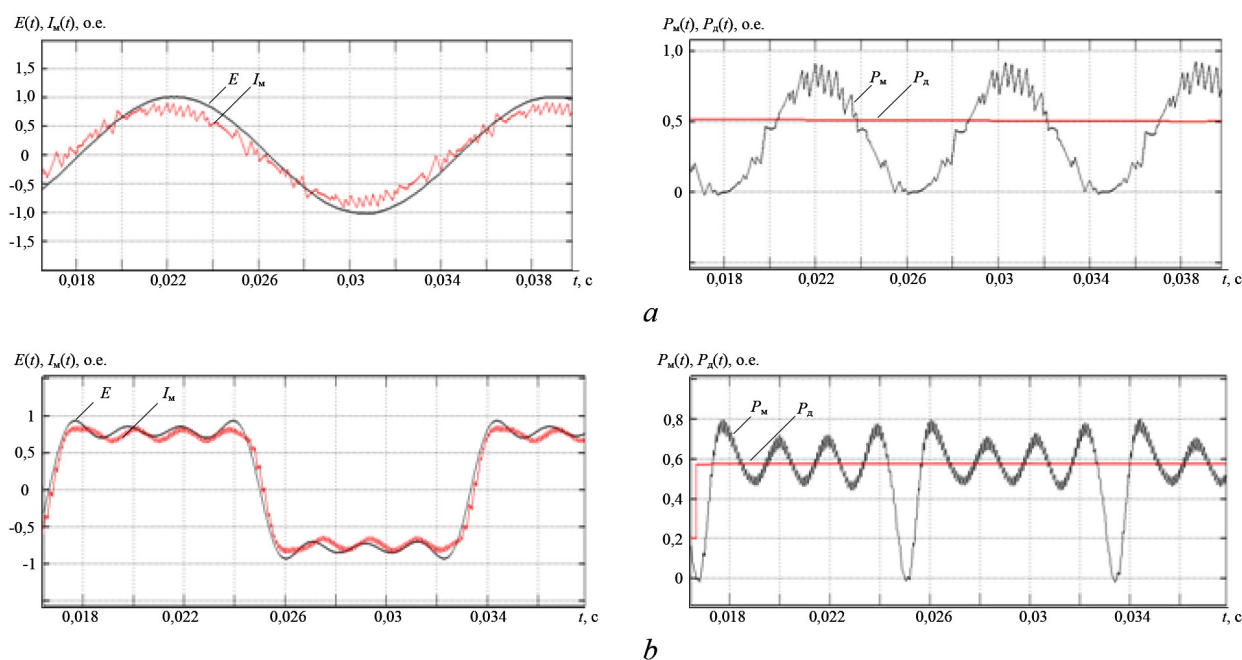 E(t), Iм(t), о.е.
1,5
1,0
0,5
0
-0,5
-1,0
-1,5
E Iм
0,018 0,022 0,026 0,03 0,034 0,038 t, с
Pм(t), Pд(t), о.е.
1,0
0,5
0
Pм Pд
0,018 0,022 0,026 0,03 0,034 0,038 t, с
a
E(t), Iм(t), о.е.
1
0,5
0
-0,5
-1
E Iм
0,018 0,022 0,026 0,03 0,034 t, с
Pм(t), Pд(t), о.е.
0,8
0,6
0,4
0,2
0
Pм Pд
0,018 0,022 0,026 0,03 0,034 t, с
b